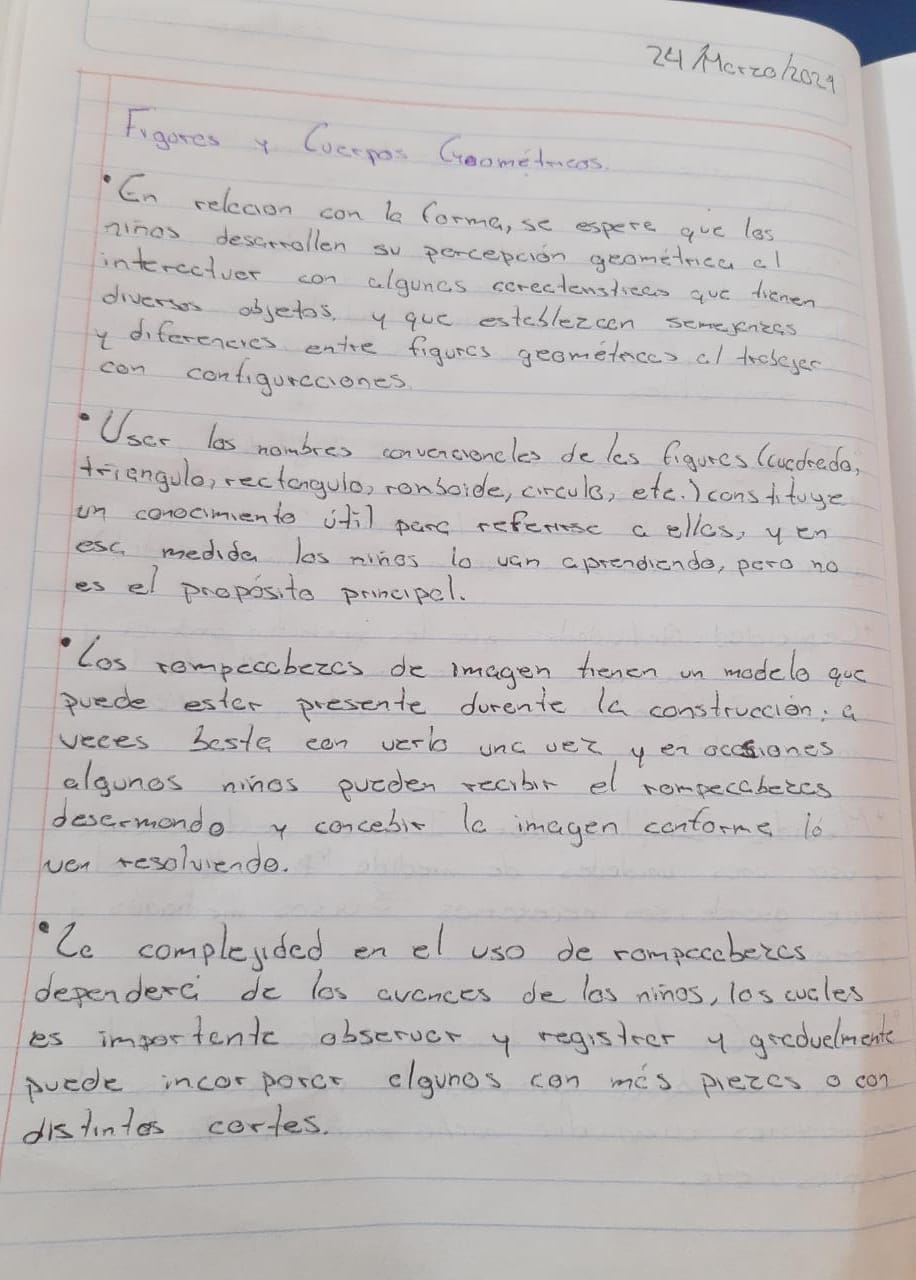 24/Marzo/2021
Figuras y Cuerpos Geométricos.
• En relacion con la forma, se espera que los
niños desarrollen su percepción geométrica al
interactuar con algunas caracteristicas que tienen
diversos objetos, y que establezcan semejanzas
y diferencias entre figuras geométricas al trabajar
con configuraciones.
• Usar los nombres convencionales de las figuras (cuadrado,
triangulo, rectangulo, romboide, circulo, etc.) constituye
un conocimiento útil para referirse a ellas, y en
esa medida los niños lo van aprendiendo, pero no
es el propósito principal.
• Los rompecabezas de imagen tienen un modelo que
puede estar presente durante la construcción; a
veces basta con verlo una vez y en ocasiones
algunos niños pueden recibir el rompecabezas
desarmado y concebir la imagen conforme lo
van resolviendo.
• La complejidad en el uso de rompecabezas
dependerá de los avances de los niños, los cuales
es importante observar y registrar y gradualmente
puede incorporar algunos con más piezas o con
distintos cortes.